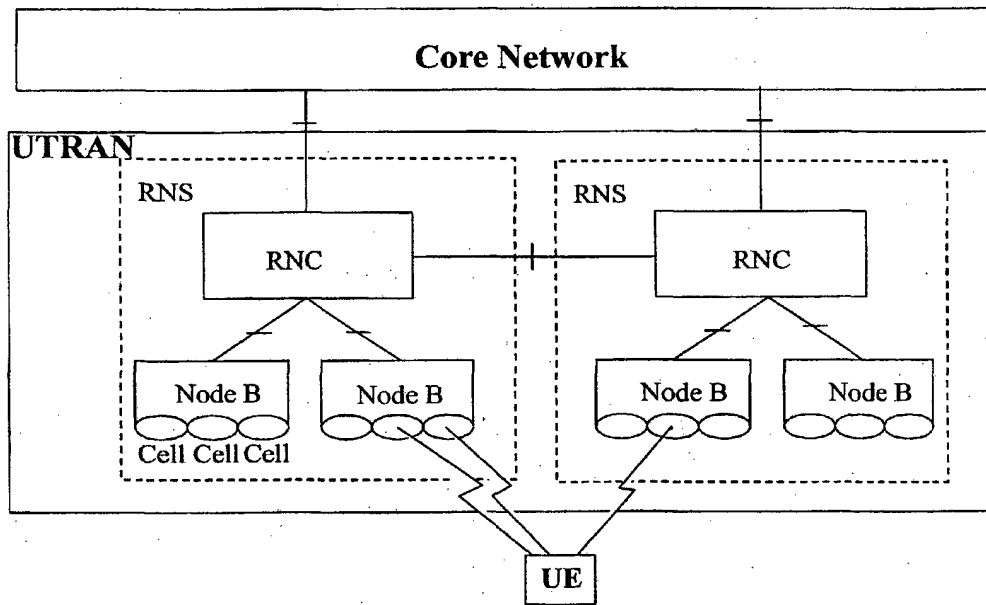 Core Network
UTRAN
RNS
RNS
RNC
RNC
Node B
Node B
Node B
Node B
Cell Cell Cell
UE